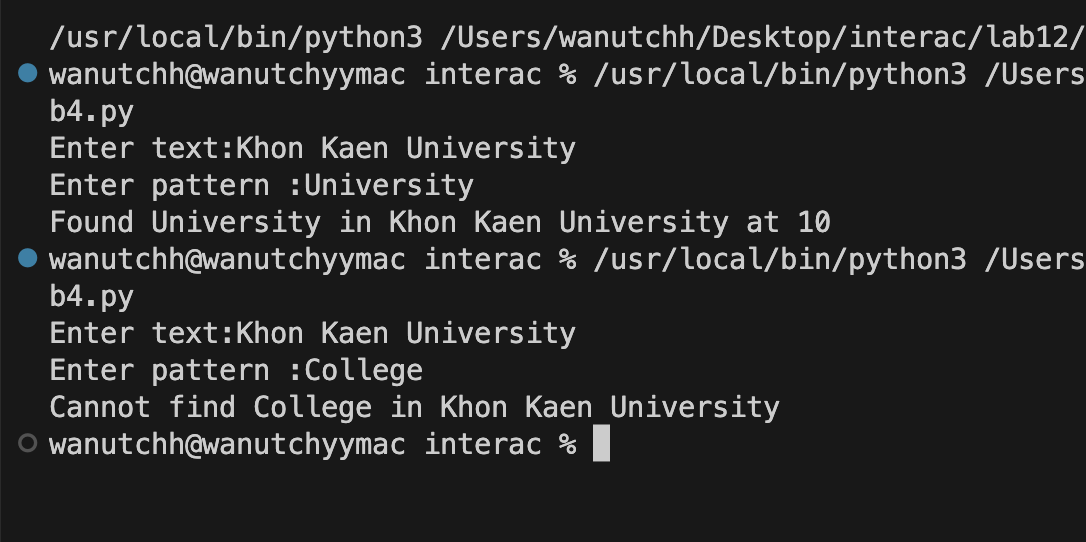 /usr/local/bin/python3 /Users/wanutchh/Desktop/interac/lab12/
wanutchh@wanutchyymac interac % /usr/local/bin/python3 /Users
b4.py
Enter text:Khon Kaen University
Enter pattern :University
Found University in Khon Kaen University at 10
wanutchh@wanutchyymac interac % /usr/local/bin/python3 /Users
b4.py
Enter text:Khon Kaen University
Enter pattern :College
Cannot find College in Khon Kaen University
wanutchh@wanutchyymac interac %